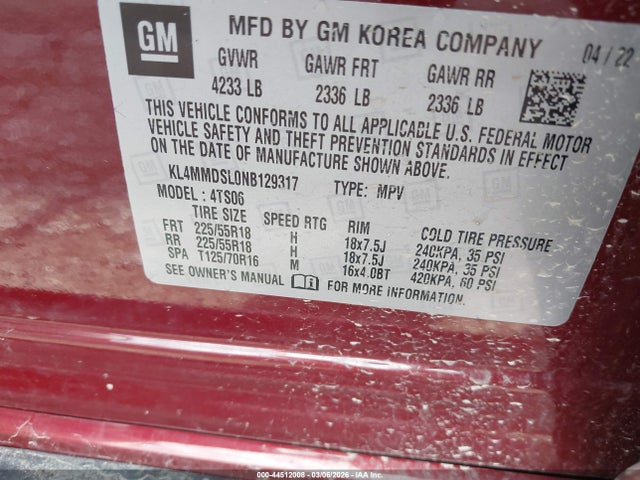 GM
MFD BY GM KOREA COMPANY 04/22
GVWR GAWR FRT GAWR RR
4233 LB 2336 LB 2336 LB
THIS VEHICLE CONFORMS TO ALL APPLICABLE U.S. FEDERAL MOTOR
VEHICLE SAFETY AND THEFT PREVENTION STANDARDS IN EFFECT
ON THE DATE OF MANUFACTURE SHOWN ABOVE.
KL4MMDSL0NB129317 TYPE: MPV
MODEL: 4TS06
TIRE SIZE SPEED RTG RIM COLD TIRE PRESSURE
FRT 225/55R18 H 18x7.5J 240KPA, 35 PSI
RR 225/55R18 H 18x7.5J 240KPA, 35 PSI
SPA T125/70R16 M 16x4.0BT 420KPA, 60 PSI
SEE OWNER'S MANUAL FOR MORE INFORMATION.
000-44512008 - 03/06/2026 - IAA Inc.